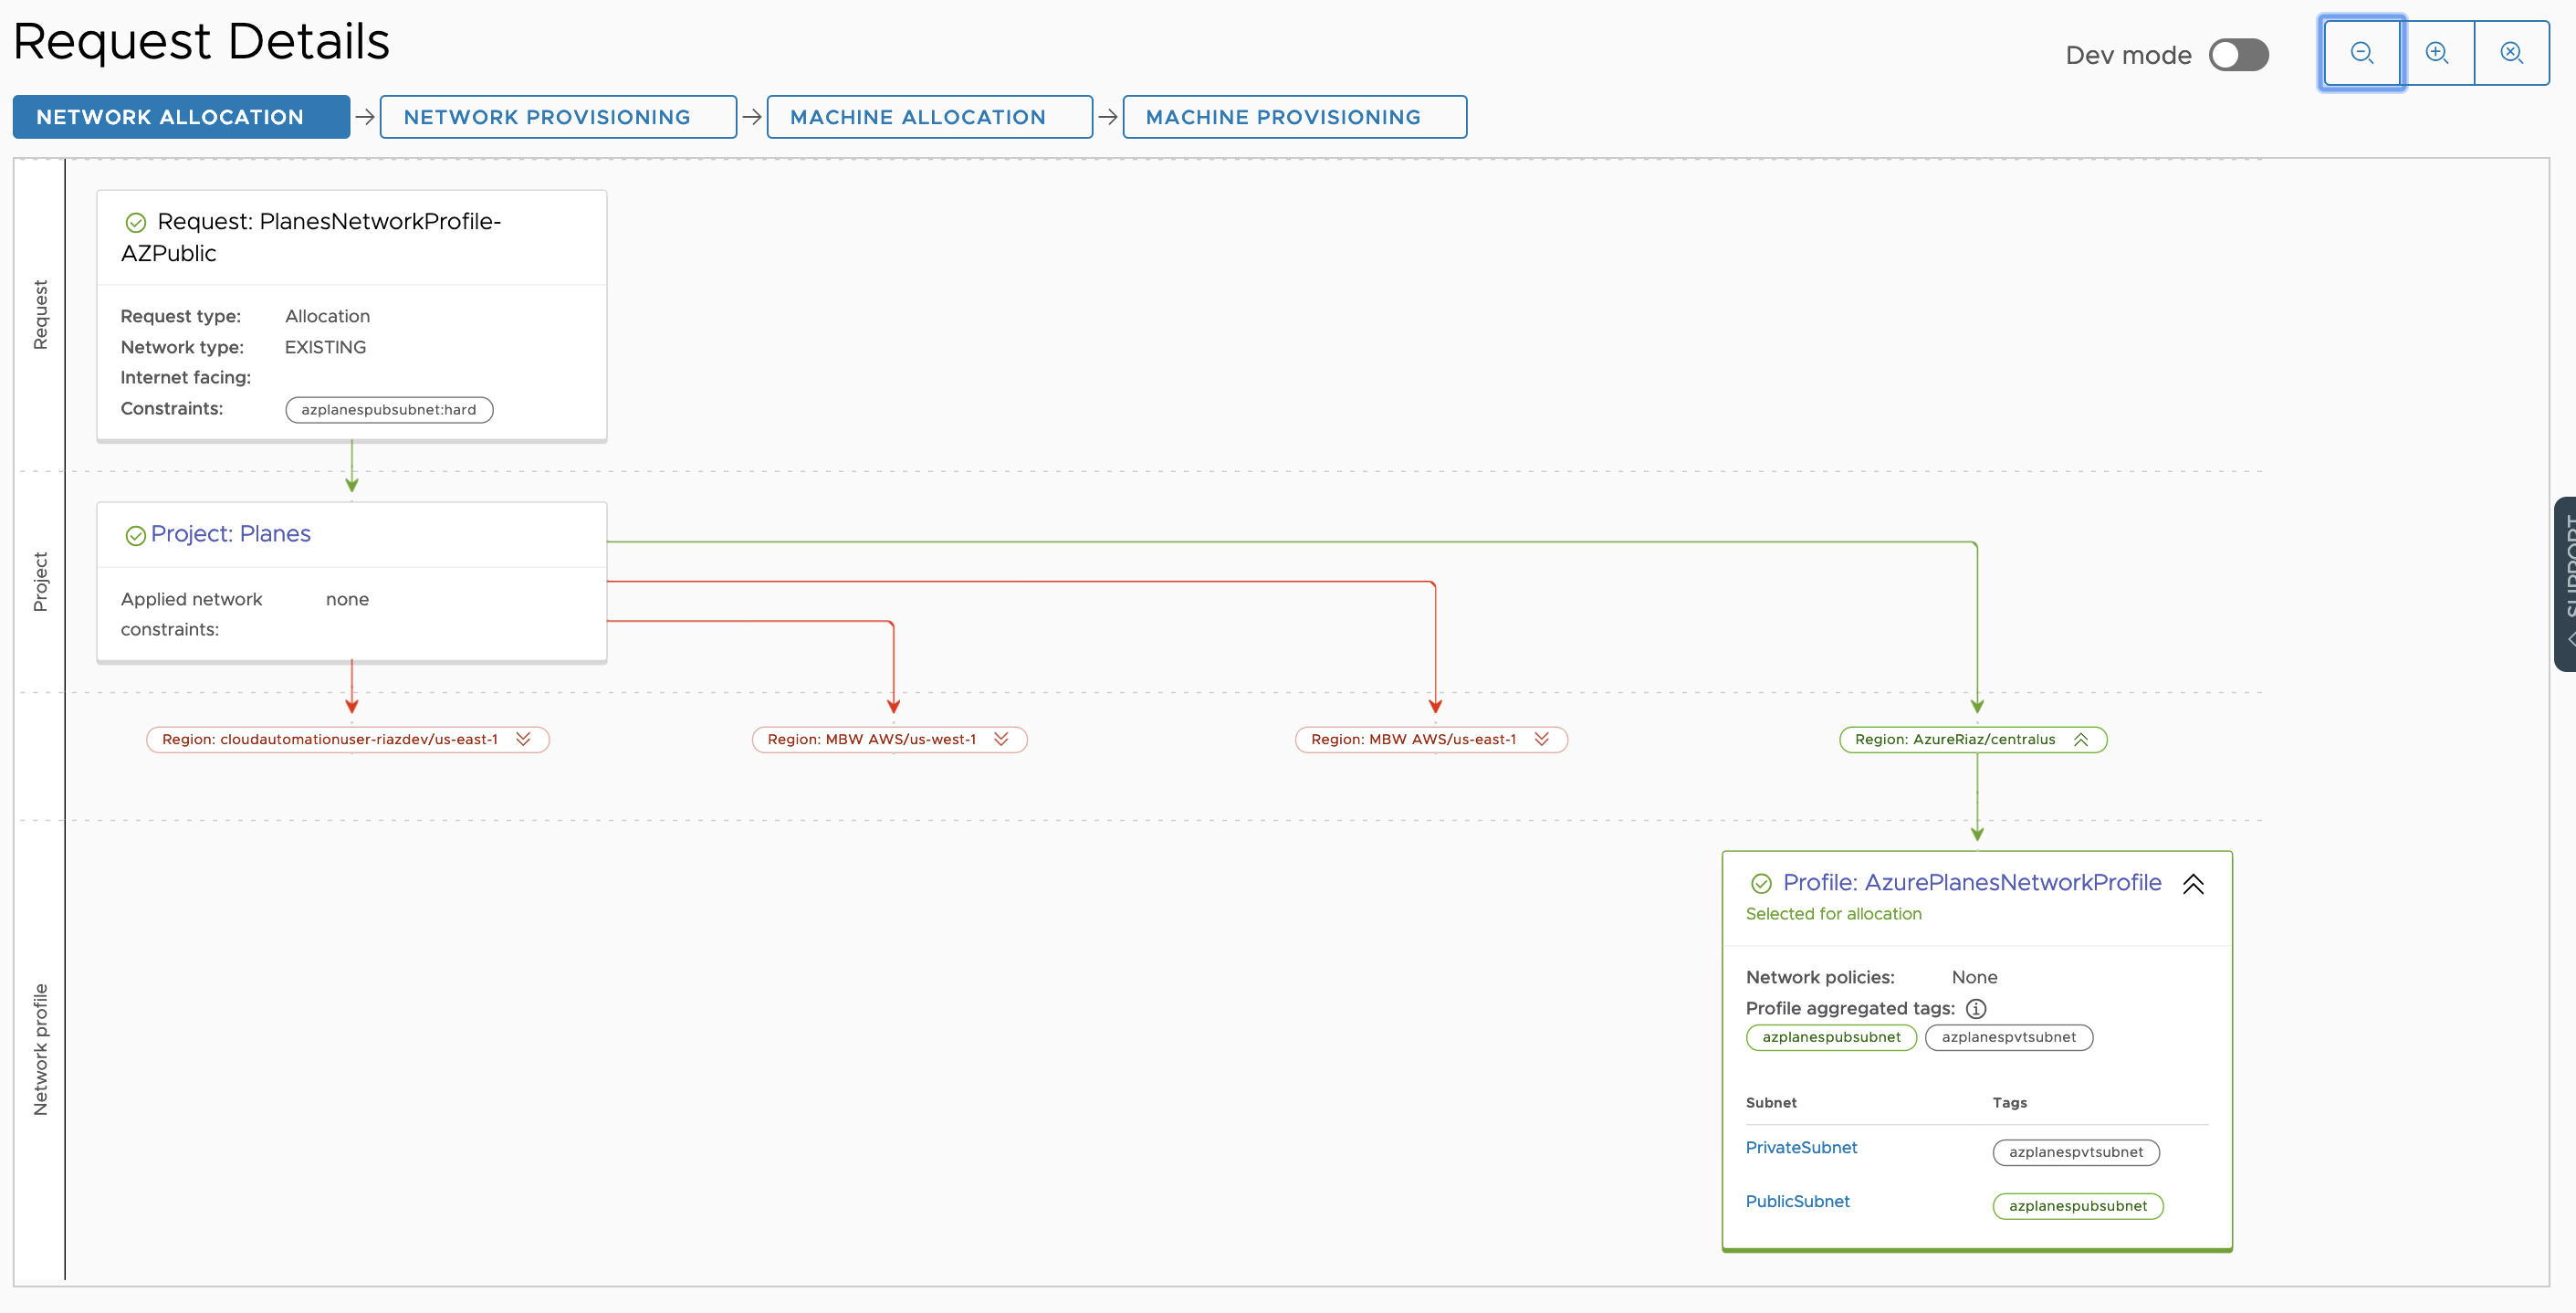 Request Details
Dev mode
NETWORK ALLOCATION
NETWORK PROVISIONING
MACHINE ALLOCATION
MACHINE PROVISIONING
Request
Request: PlanesNetworkProfile-
AZPublic
Request type: Allocation
Network type: EXISTING
Internet facing:
Constraints: azplanespubsubnet:hard
Project
Project: Planes
Applied network none
constraints:
SUPPORT
Region: cloudautomationuser-riazdev/us-east-1
Region: MBW AWS/us-west-1
Region: MBW AWS/us-east-1
Region: AzureRiaz/centralus
Network profile
Profile: AzurePlanesNetworkProfile
Selected for allocation
Network policies: None
Profile aggregated tags:
azplanespubsubnet azplanespvtsubnet
Subnet Tags
PrivateSubnet azplanespvtsubnet
PublicSubnet azplanespubsubnet